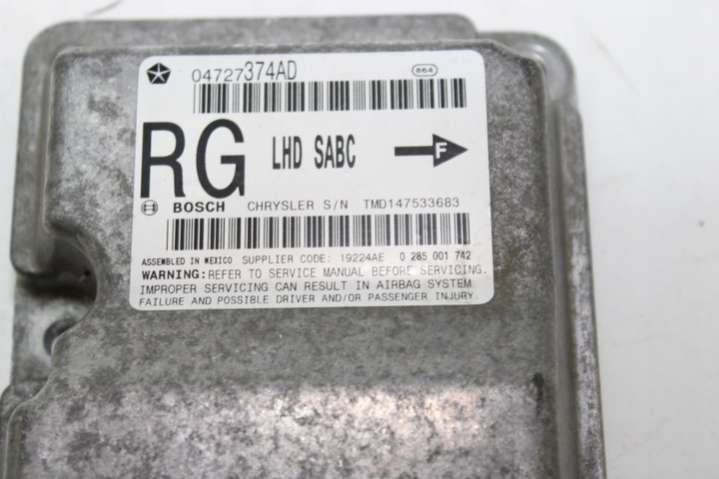 04727374AD 864
RG LHD SABC F
BOSCH CHRYSLER S/N TMD147533683
ASSEMBLED IN MEXICO SUPPLIER CODE: 19224AE 0 285 001 742
WARNING: REFER TO SERVICE MANUAL BEFORE SERVICING.
IMPROPER SERVICING CAN RESULT IN AIRBAG SYSTEM
FAILURE AND POSSIBLE DRIVER AND/OR PASSENGER INJURY.